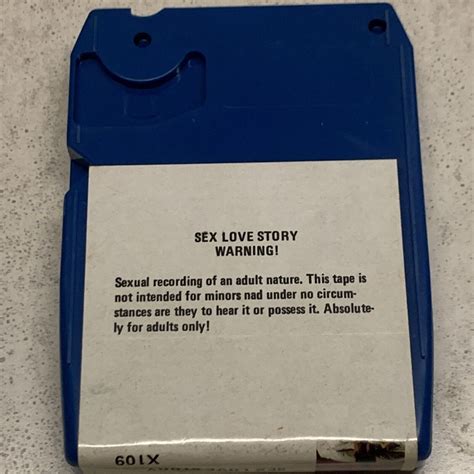 SEX LOVE STORY
WARNING!
Sexual recording of an adult nature. This tape is
not intended for minors nad under no circum-
stances are they to hear it or possess it. Absolute-
ly for adults only!
X109